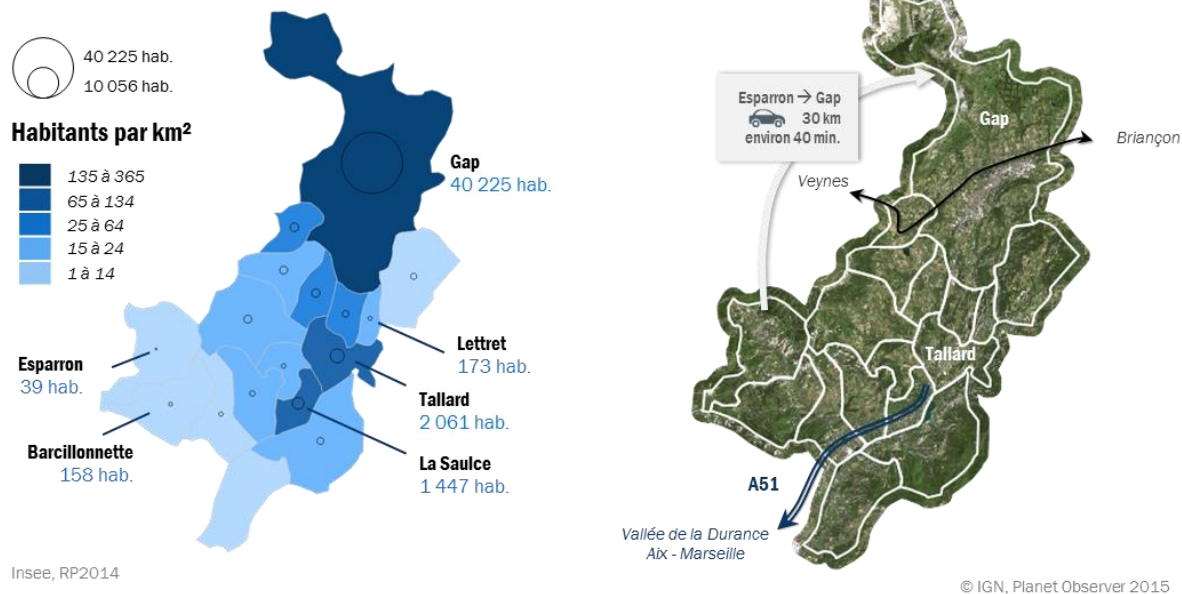 40 225 hab.
10 056 hab.
Habitants par km²
135 à 365
65 à 134
25 à 64
15 à 24
1 à 14
Gap
40 225 hab.
Lettret
173 hab.
Esparron
39 hab.
Tallard
2 061 hab.
Barcillonnette
158 hab.
La Saulce
1 447 hab.
Insee, RP2014
Esparron → Gap
30 km
environ 40 min.
Gap
Briançon
Veynes
Tallard
A51
Vallée de la Durance
Aix - Marseille
© IGN, Planet Observer 2015